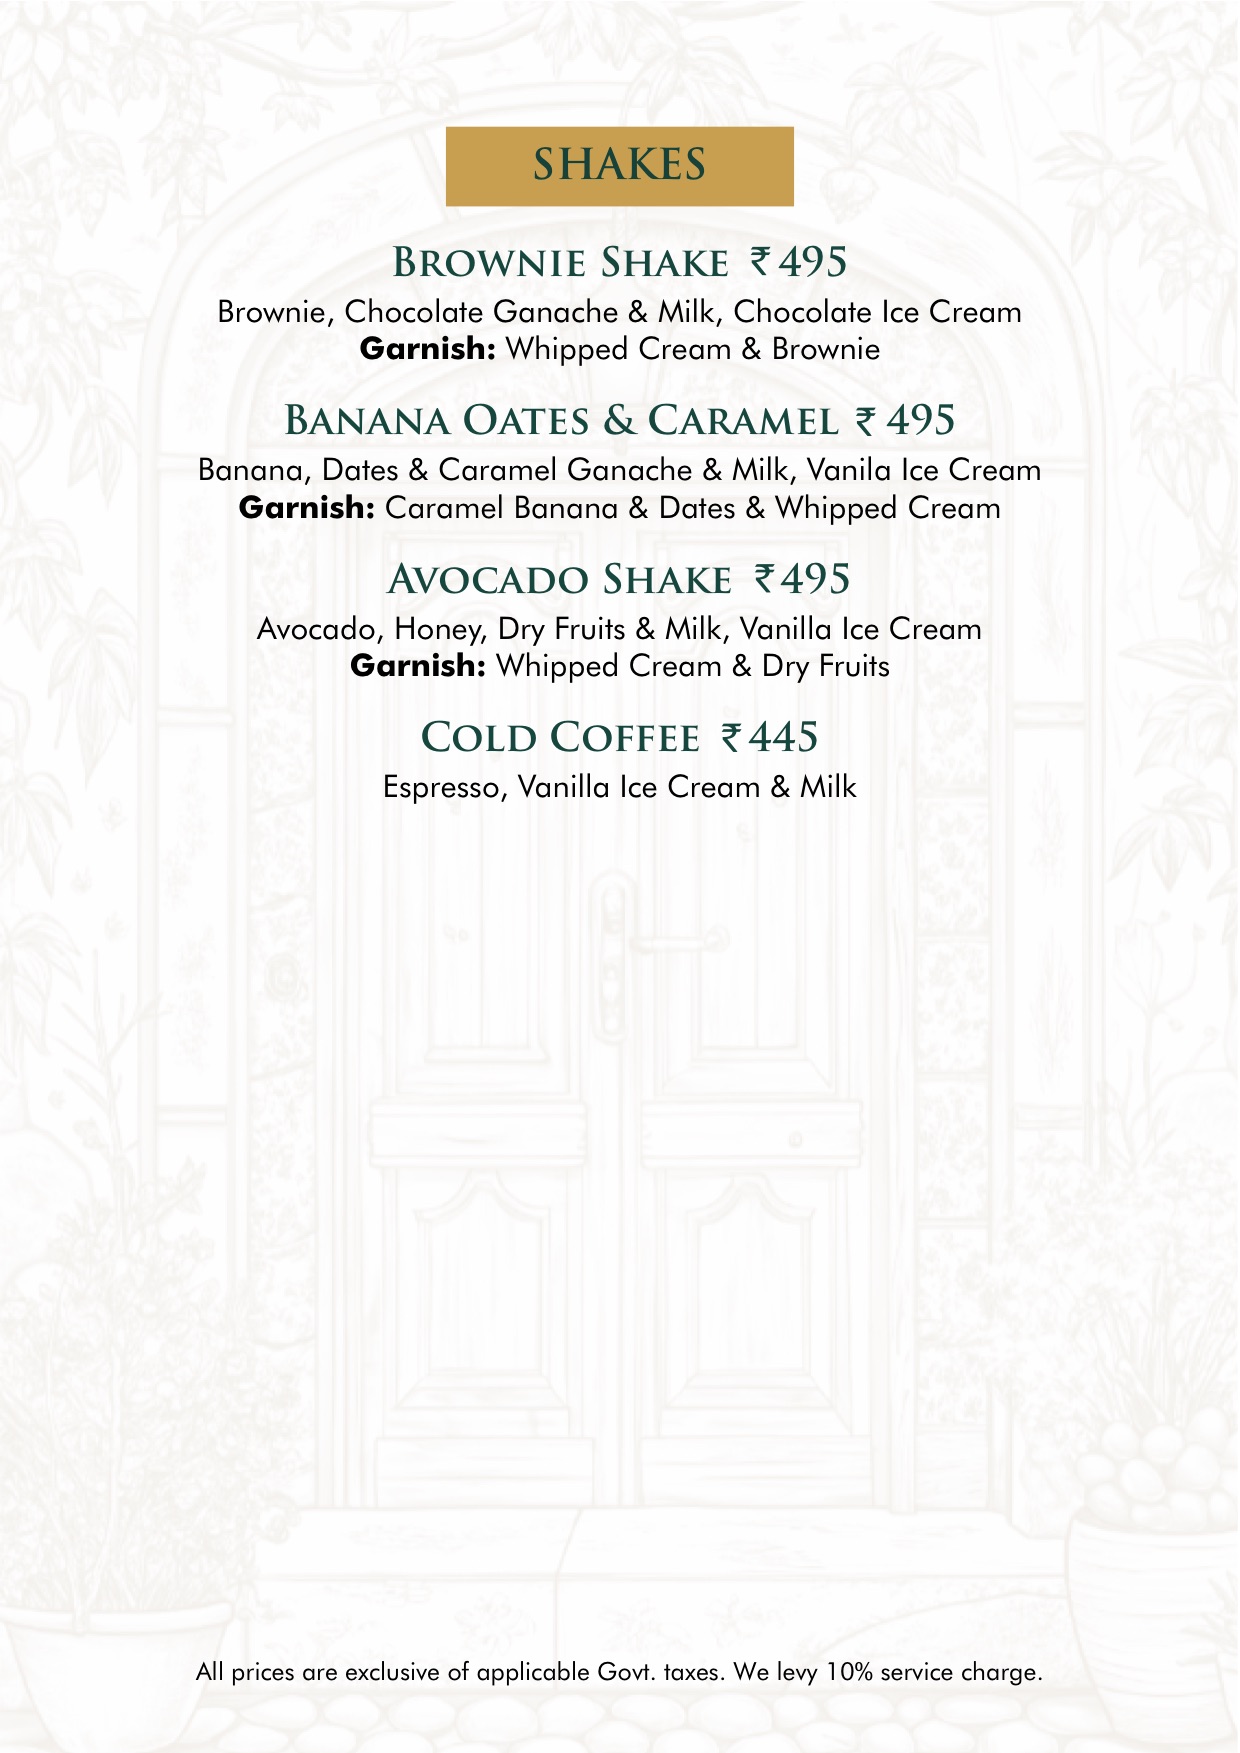 SHAKES
Brownie Shake ₹ 495
Brownie, Chocolate Ganache & Milk, Chocolate Ice Cream
Garnish: Whipped Cream & Brownie
Banana Oates & Caramel ₹ 495
Banana, Dates & Caramel Ganache & Milk, Vanila Ice Cream
Garnish: Caramel Banana & Dates & Whipped Cream
Avocado Shake ₹ 495
Avocado, Honey, Dry Fruits & Milk, Vanilla Ice Cream
Garnish: Whipped Cream & Dry Fruits
Cold Coffee ₹ 445
Espresso, Vanilla Ice Cream & Milk
All prices are exclusive of applicable Govt. taxes. We levy 10% service charge.